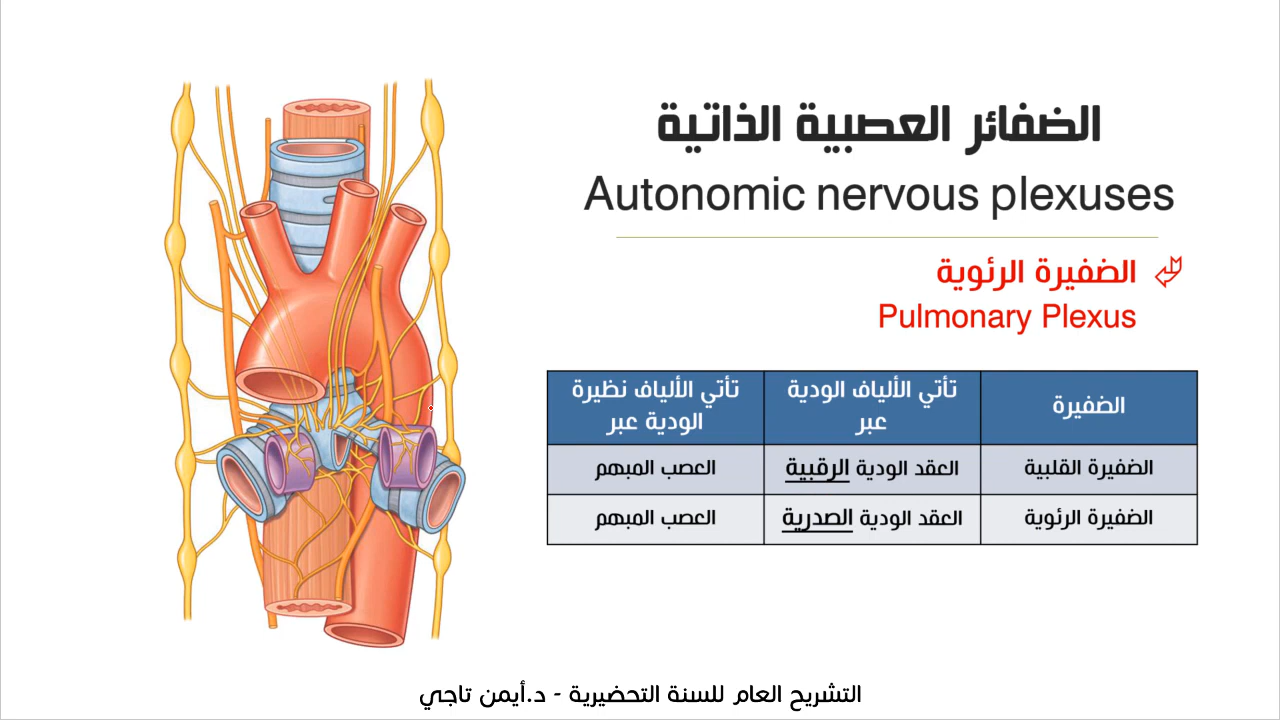 الضفائر العصبية الذاتية
Autonomic nervous plexuses
الضفيرة الرئوية
Pulmonary Plexus
الضفيرة
تأتي الألياف الودية
عبر
تأتي الألياف نظيرة
الودية عبر
الضفيرة القلبية
العقد الودية الرقبية
العصب المبهم
الضفيرة الرئوية
العقد الودية الصدرية
العصب المبهم
التشريح العام للسنة التحضيرية - د.أيمن تاجي